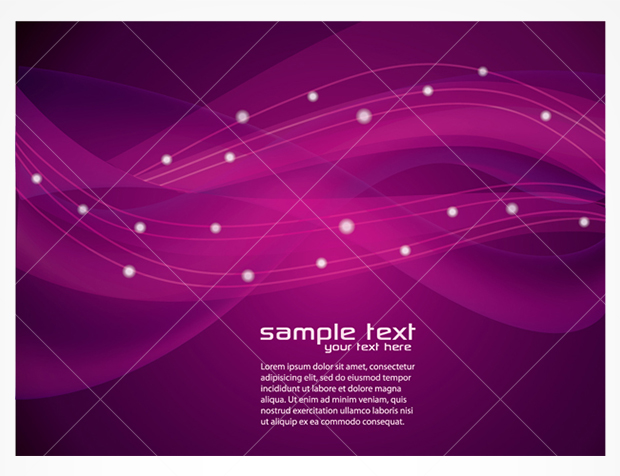 sample text
your text here
Lorem ipsum dolor sit amet, consectetur
adipisicing elit, sed do eiusmod tempor
incididunt ut labore et dolore magna
aliqua. Ut enim ad minim veniam, quis
nostrud exercitation ullamco laboris nisi
ut aliquip ex ea commodo consequat.